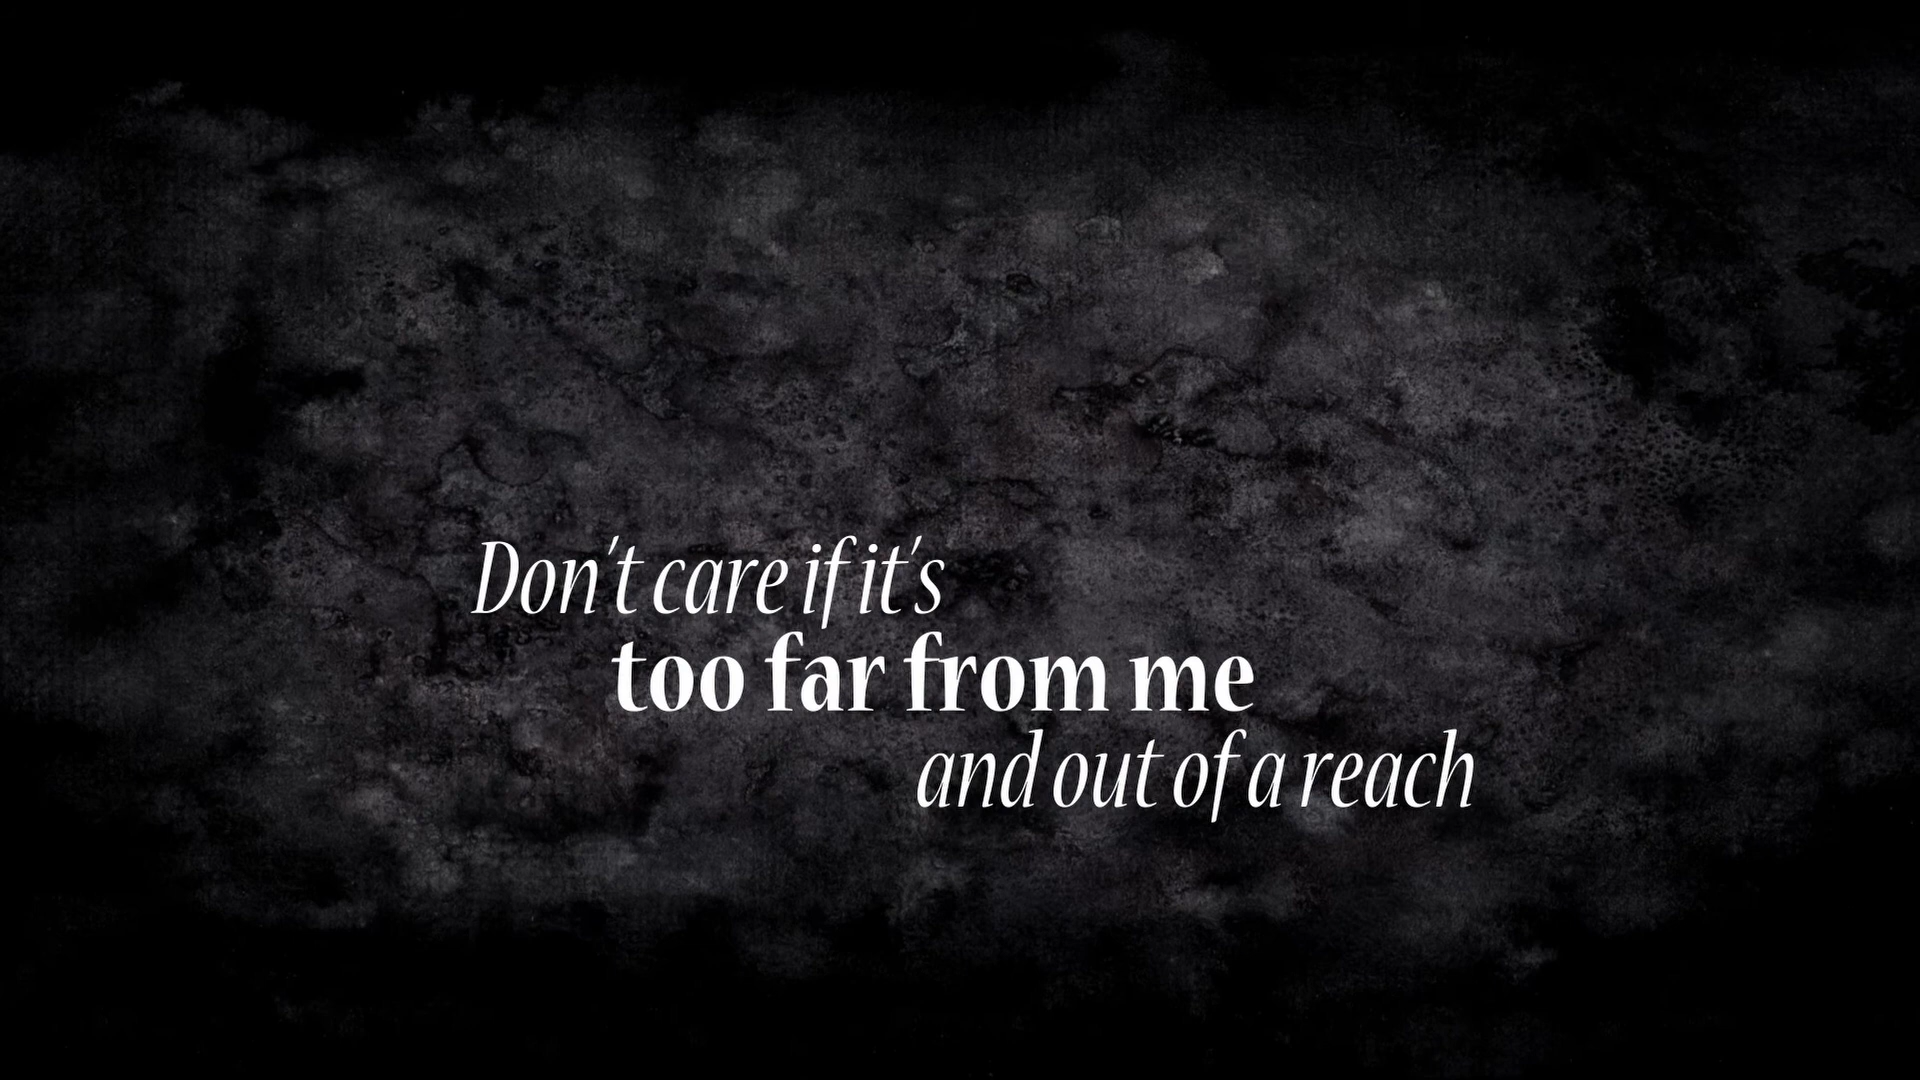 Don't care if it's
too far from me
and out of a reach